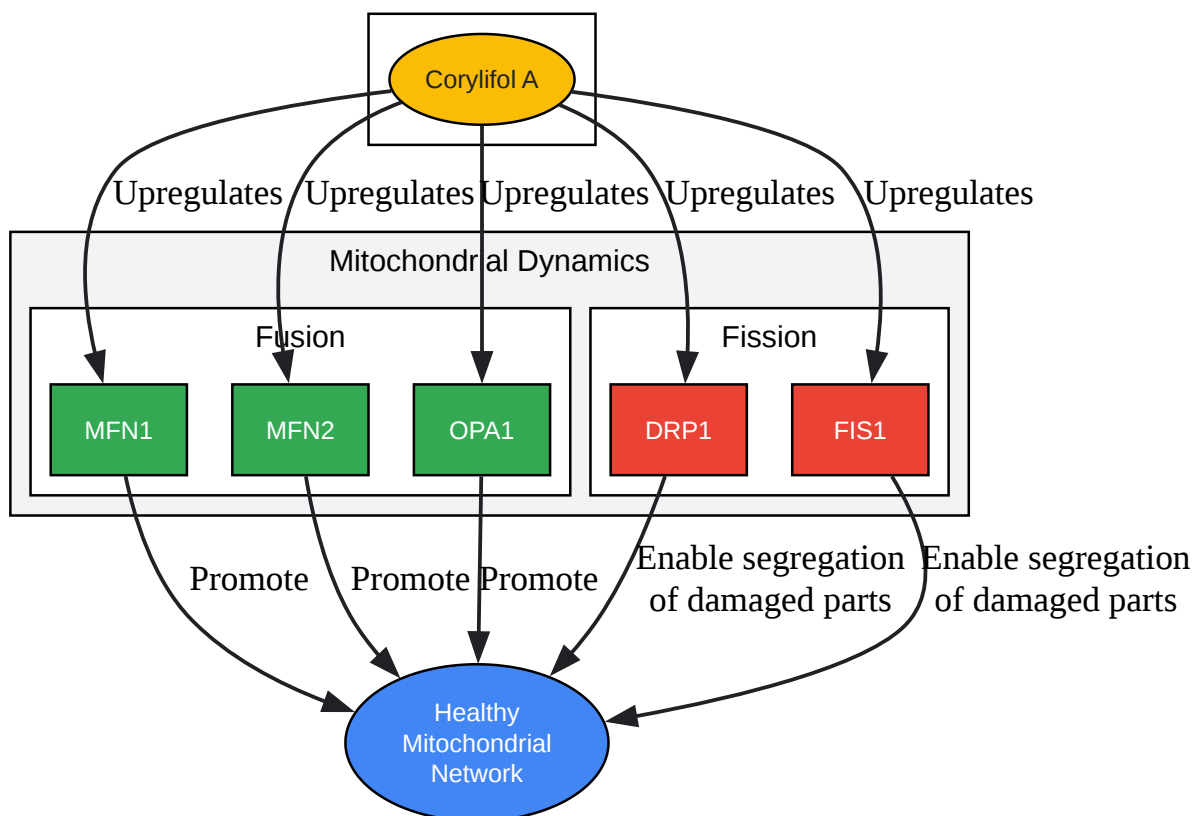 Corylifol A
Upregulates Upregulates Upregulates Upregulates Upregulates
Mitochondrial Dynamics
Fusion Fission
MFN1 MFN2 OPA1 DRP1 FIS1
Promote Promote Promote
Enable segregation
of damaged parts
Enable segregation
of damaged parts
Healthy
Mitochondrial
Network